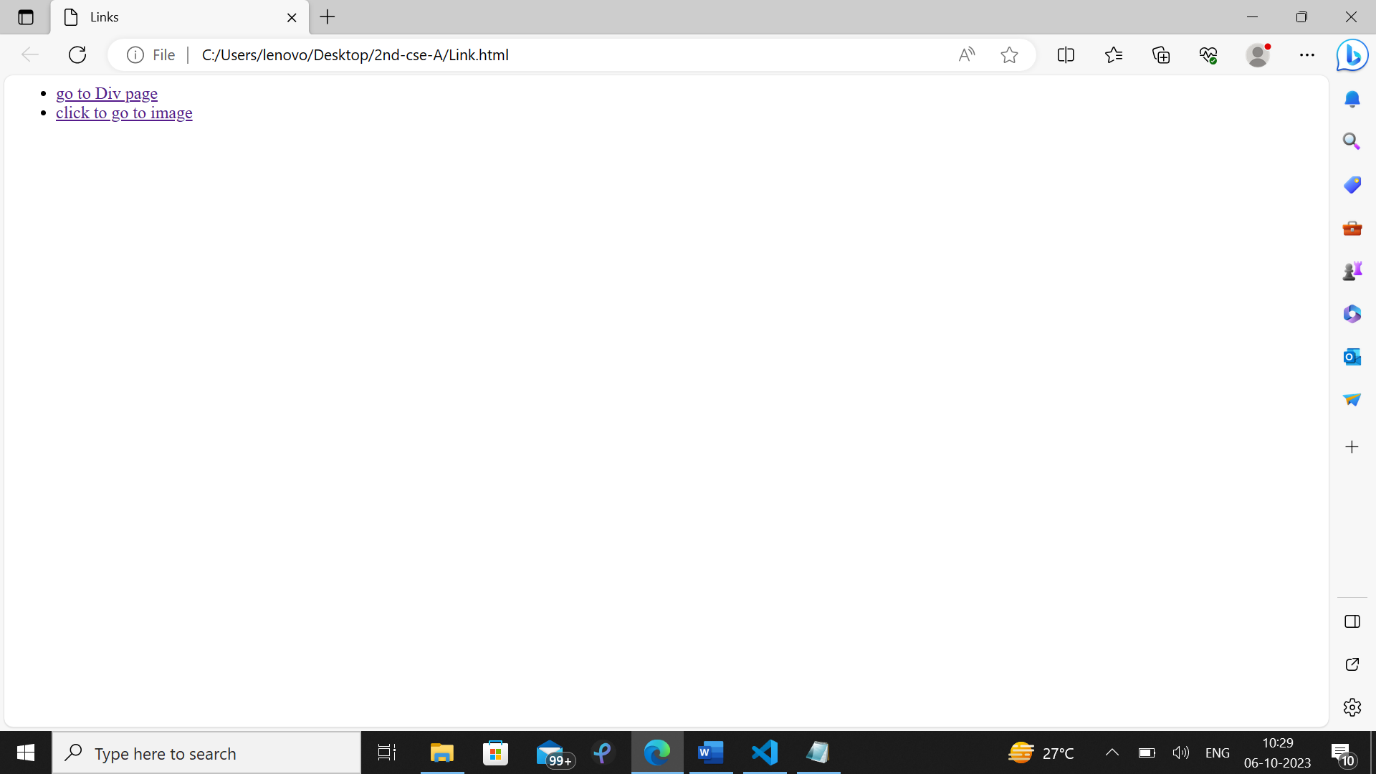 Links
File
C:/Users/lenovo/Desktop/2nd-cse-A/Link.html
go to Div page
click to go to image
Type here to search
99+
27°C
ENG
10:29
06-10-2023
10